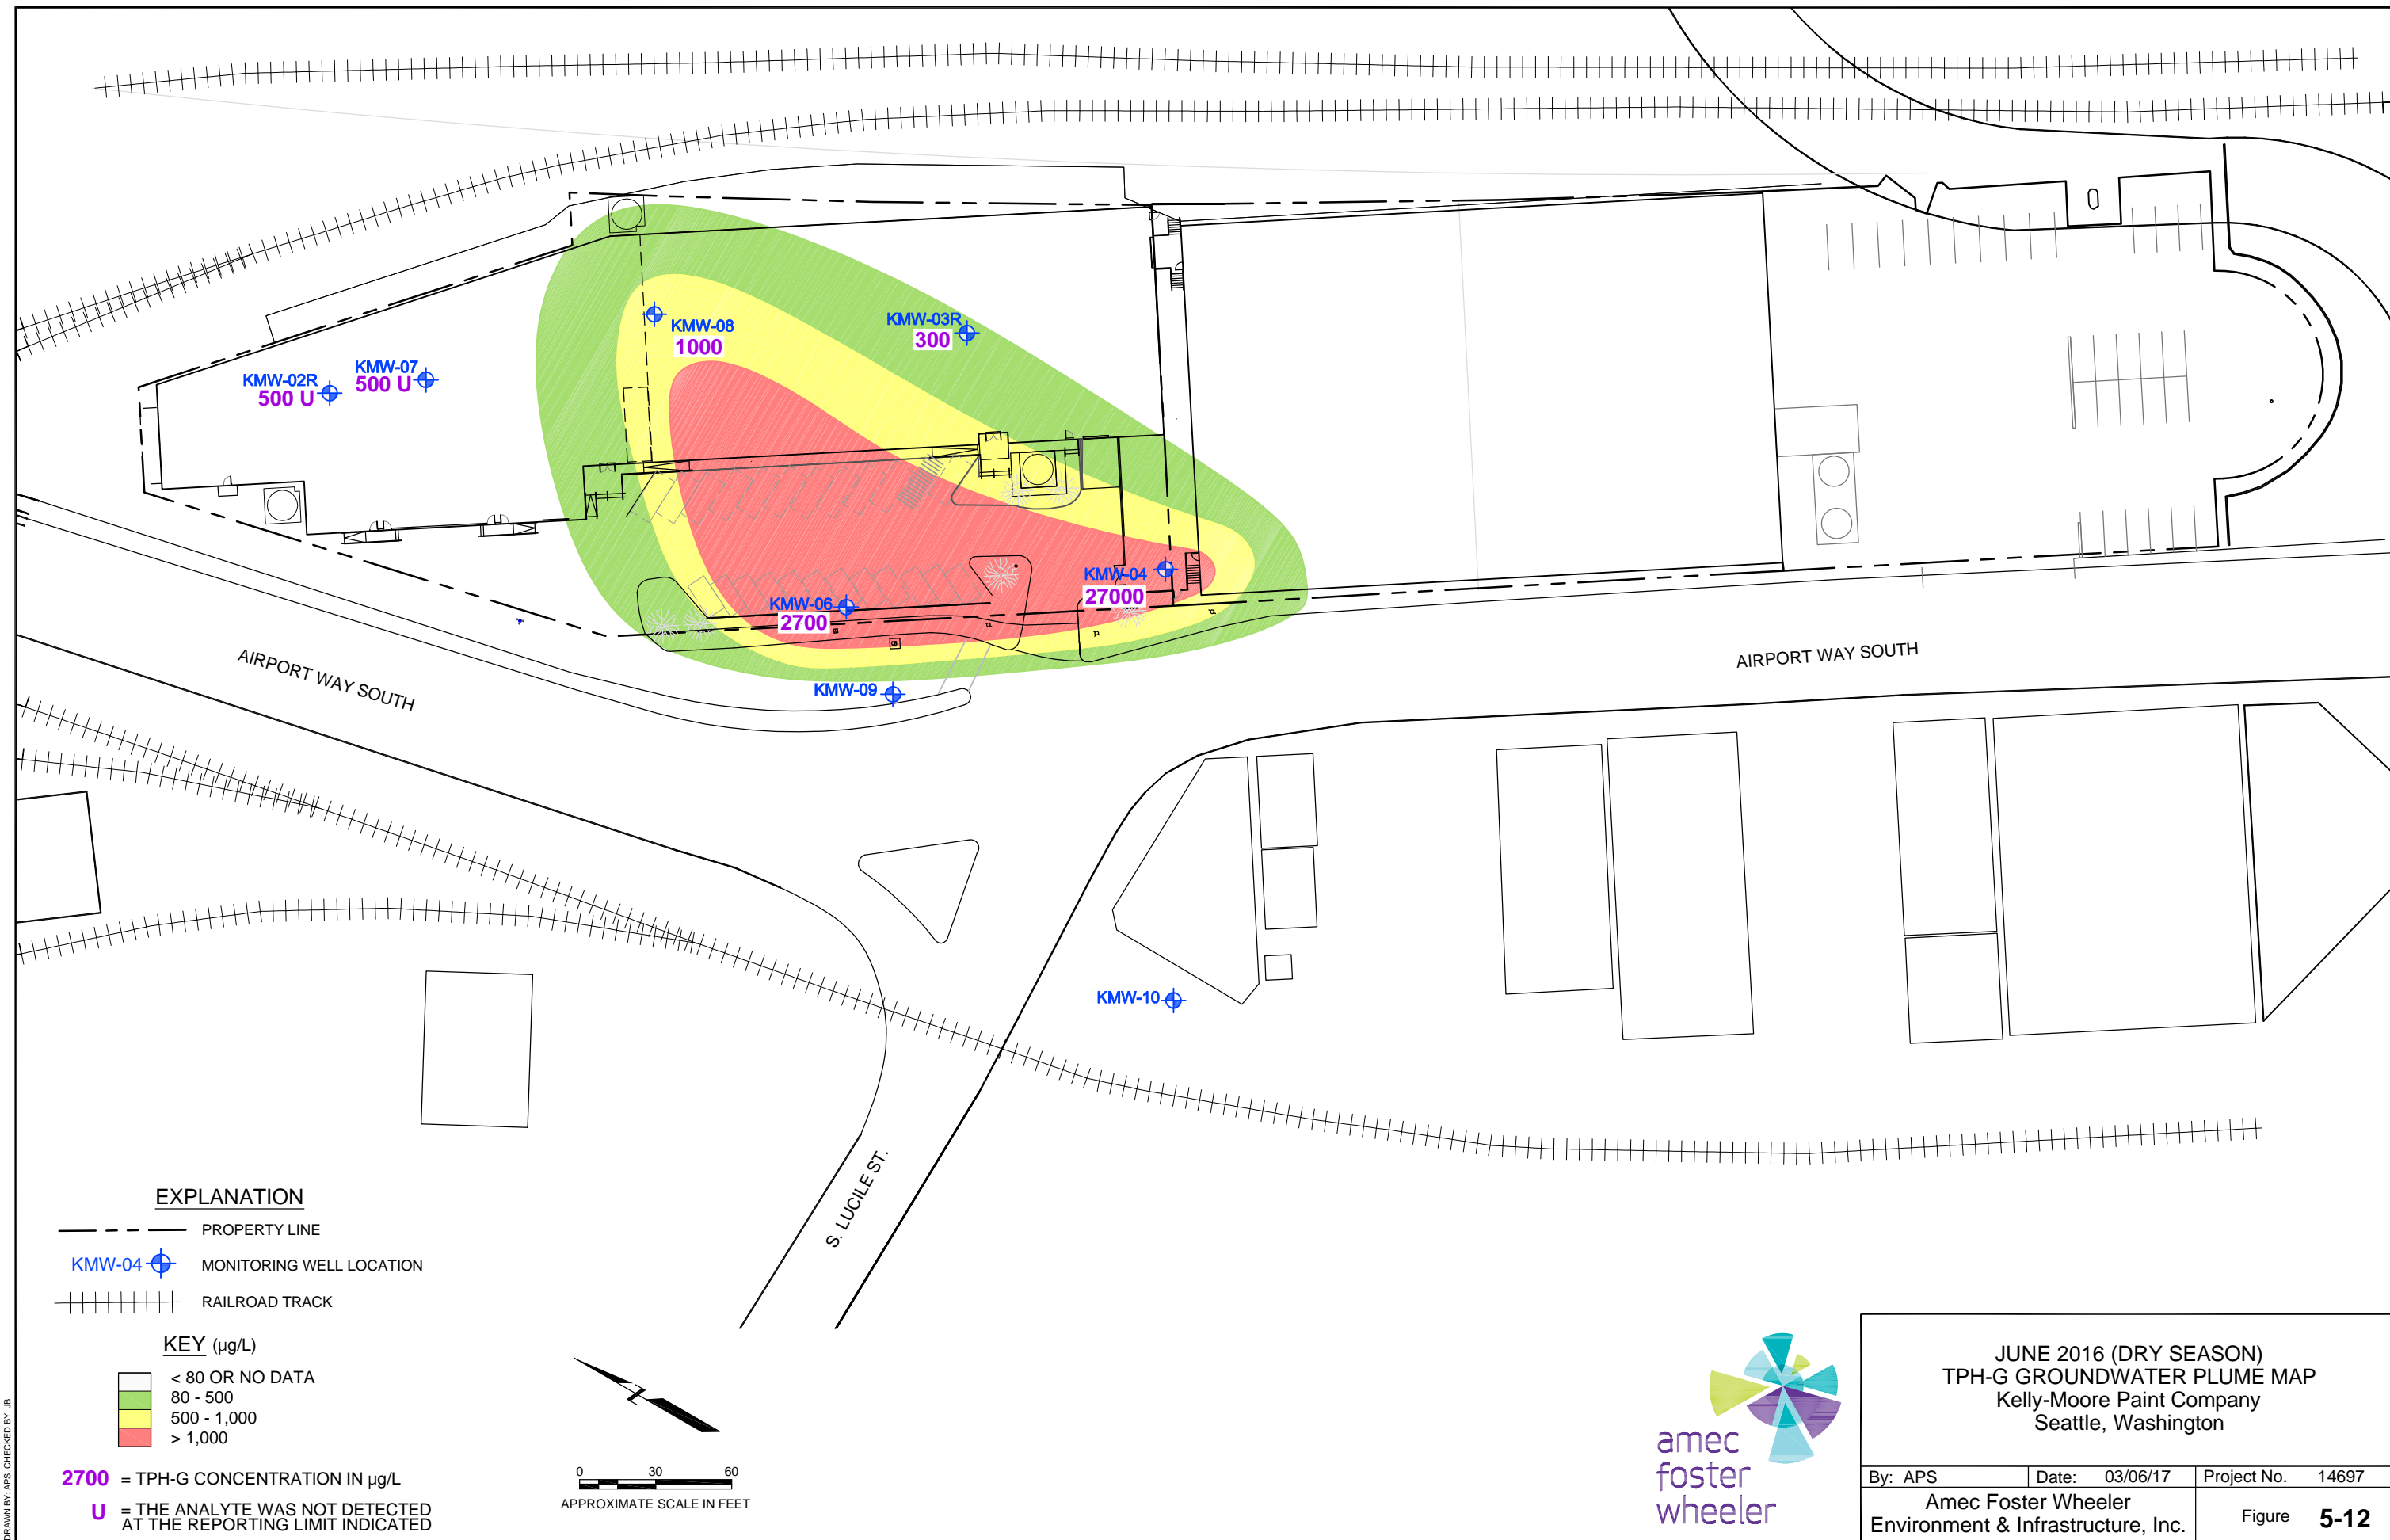 KMW-08
1000
KMW-03R
300
KMW-02R
500 U
KMW-07
500 U
KMW-04
27000
KMW-06
2700
KMW-09
AIRPORT WAY SOUTH
AIRPORT WAY SOUTH
KMW-10
S. LUCILE ST.
EXPLANATION
PROPERTY LINE
KMW-04 MONITORING WELL LOCATION
RAILROAD TRACK
KEY (µg/L)
< 80 OR NO DATA
80 - 500
500 - 1,000
> 1,000
2700 = TPH-G CONCENTRATION IN µg/L
U = THE ANALYTE WAS NOT DETECTED
AT THE REPORTING LIMIT INDICATED
0 30 60
APPROXIMATE SCALE IN FEET
amec
foster
wheeler
JUNE 2016 (DRY SEASON)
TPH-G GROUNDWATER PLUME MAP
Kelly-Moore Paint Company
Seattle, Washington
By: APS Date: 03/06/17 Project No. 14697
Amec Foster Wheeler
Environment & Infrastructure, Inc.
Figure 5-12
DRAWN BY: APS CHECKED BY: JB